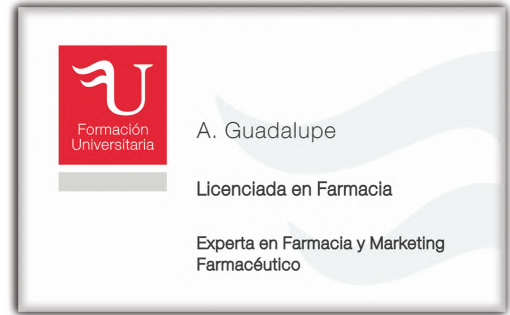 Formación
Universitaria
A. Guadalupe
Licenciada en Farmacia
Experta en Farmacia y Marketing
Farmacéutico